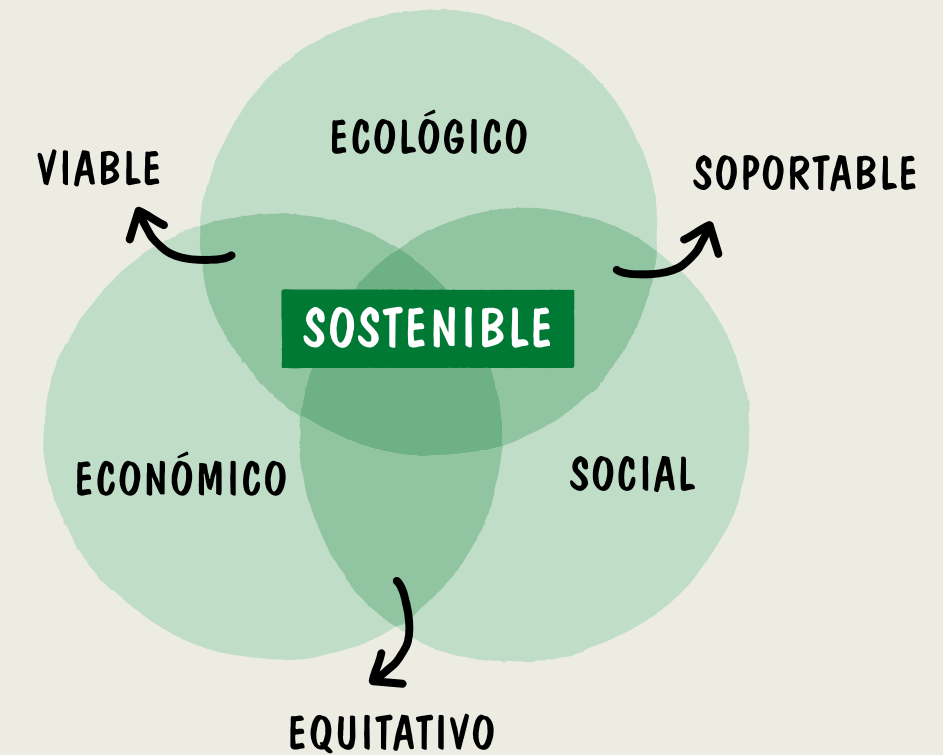 ECOLÓGICO
VIABLE
SOPORTABLE
SOSTENIBLE
ECONÓMICO
SOCIAL
EQUITATIVO